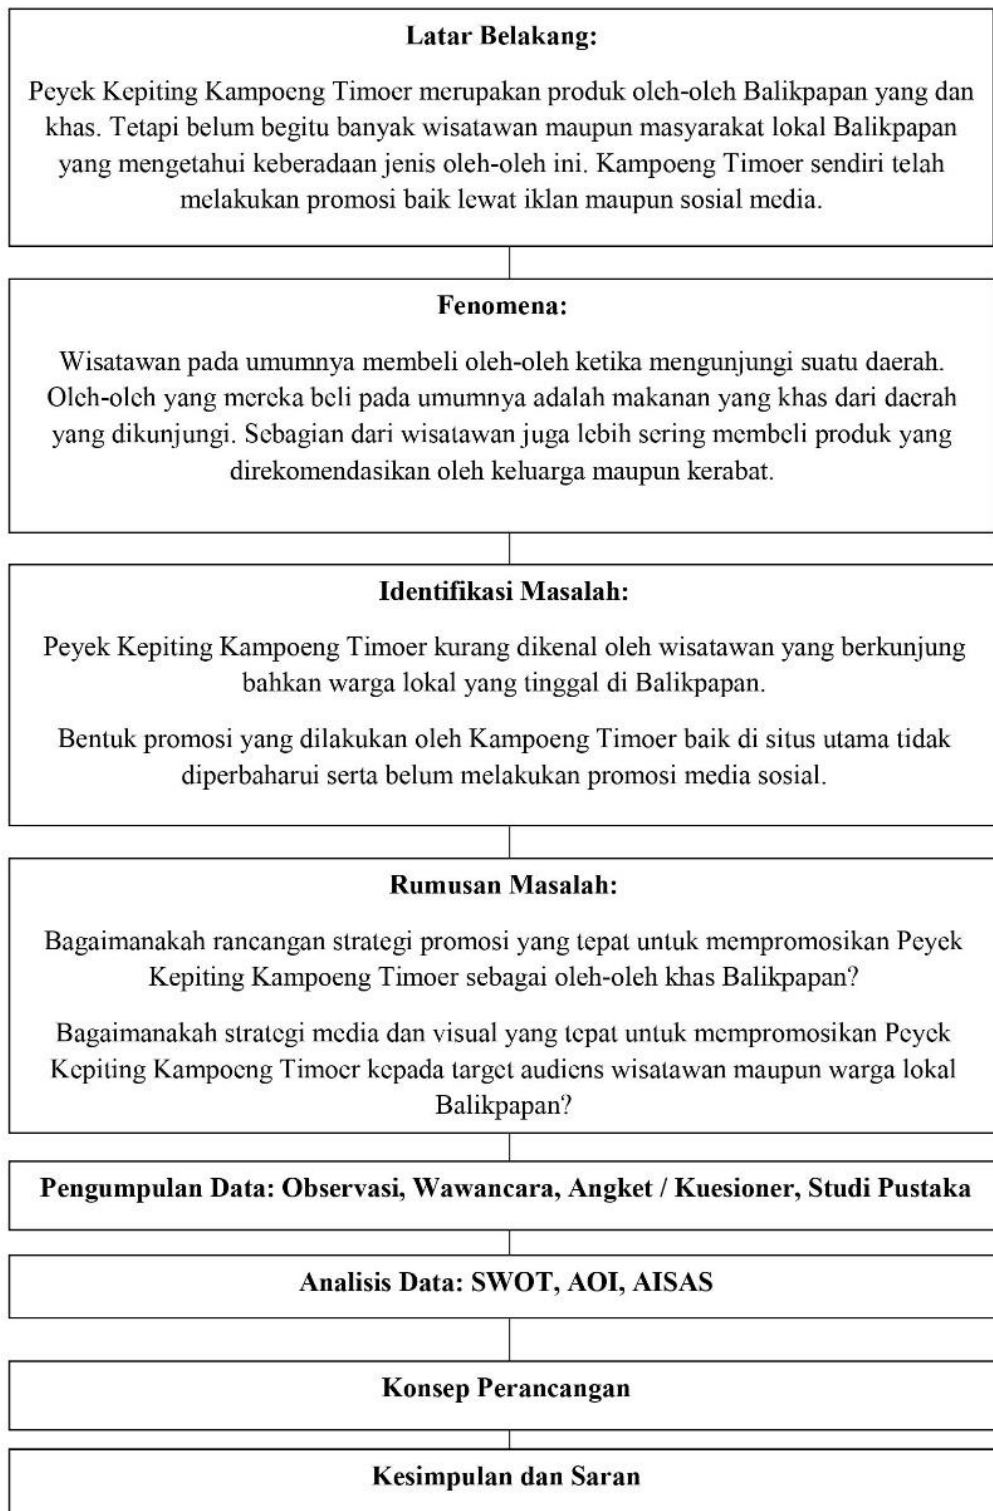 Latar Belakang:
Peyek Kepiting Kampoeng Timoer merupakan produk oleh-oleh Balikpapan yang dan
khas. Tetapi belum begitu banyak wisatawan maupun masyarakat lokal Balikpapan
yang mengetahui keberadaan jenis oleh-oleh ini. Kampoeng Timoer sendiri telah
melakukan promosi baik lewat iklan maupun sosial media.
Fenomena:
Wisatawan pada umumnya membeli oleh-oleh ketika mengunjungi suatu daerah.
Oleh-oleh yang mereka beli pada umumnya adalah makanan yang khas dari daerah
yang dikunjungi. Sebagian dari wisatawan juga lebih sering membeli produk yang
direkomendasikan oleh keluarga maupun kerabat.
Identifikasi Masalah:
Peyek Kepiting Kampoeng Timoer kurang dikenal oleh wisatawan yang berkunjung
bahkan warga lokal yang tinggal di Balikpapan.
Bentuk promosi yang dilakukan oleh Kampoeng Timoer baik di situs utama tidak
diperbaharui serta belum melakukan promosi media sosial.
Rumusan Masalah:
Bagaimanakah rancangan strategi promosi yang tepat untuk mempromosikan Peyek
Kepiting Kampoeng Timoer sebagai oleh-oleh khas Balikpapan?
Bagaimanakah strategi media dan visual yang tepat untuk mempromosikan Peyek
Kepiting Kampoeng Timoer kepada target audiens wisatawan maupun warga lokal
Balikpapan?
Pengumpulan Data: Observasi, Wawancara, Angket / Kuesioner, Studi Pustaka
Analisis Data: SWOT, AOI, AISAS
Konsep Perancangan
Kesimpulan dan Saran